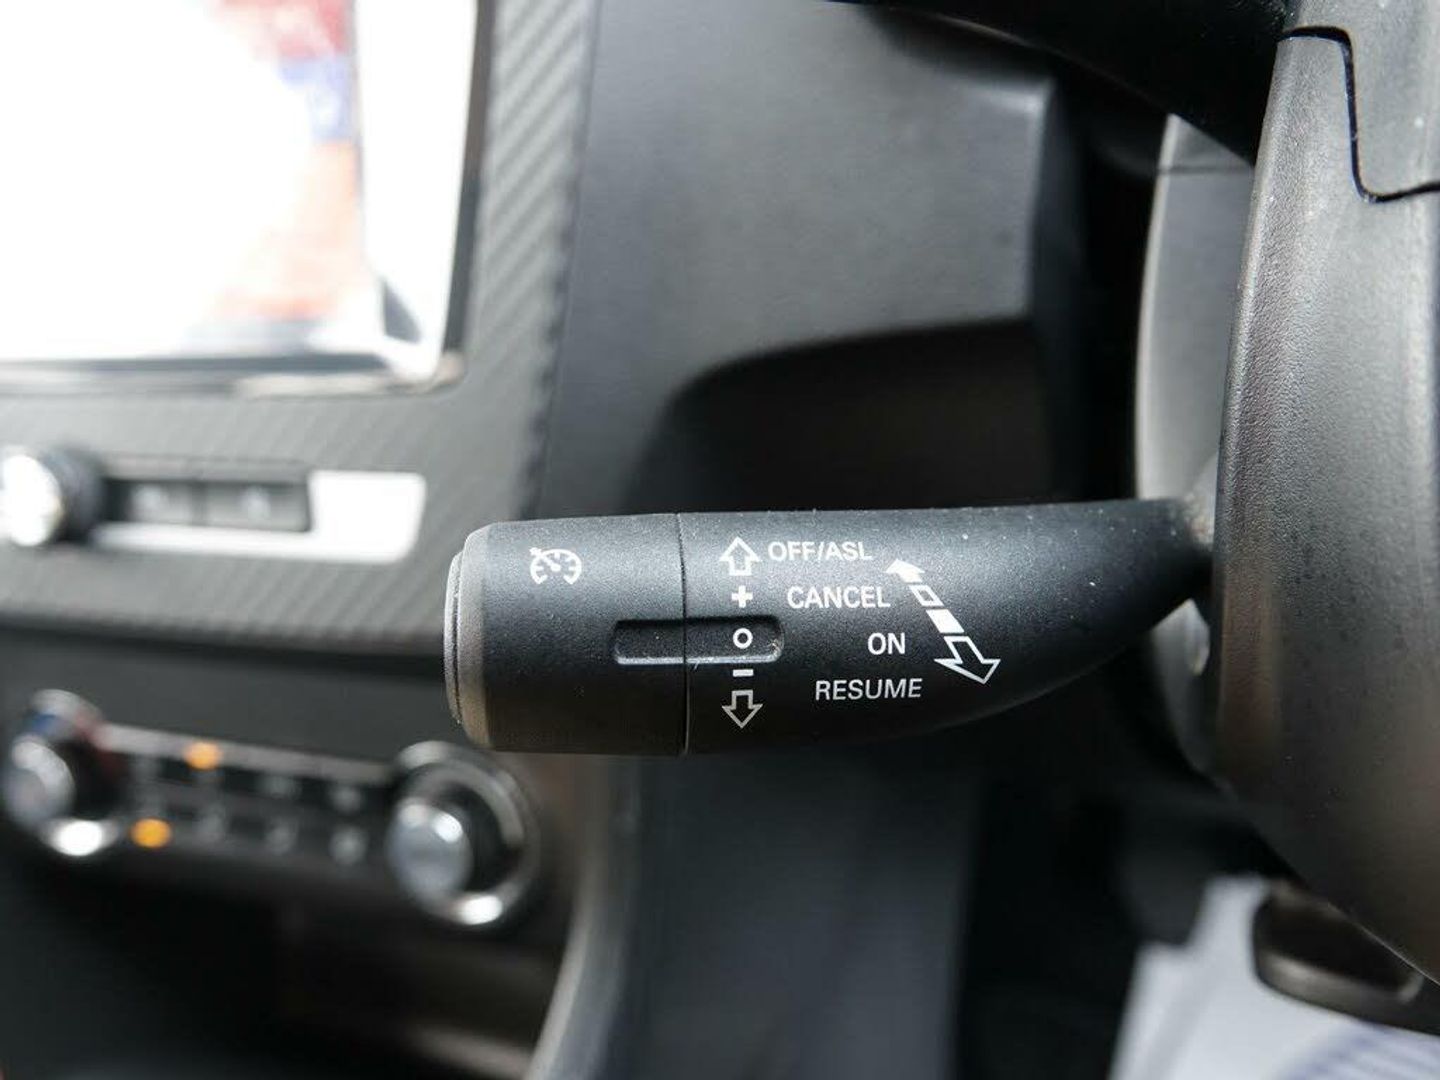 OFF/ASL
+ CANCEL
O ON
- RESUME